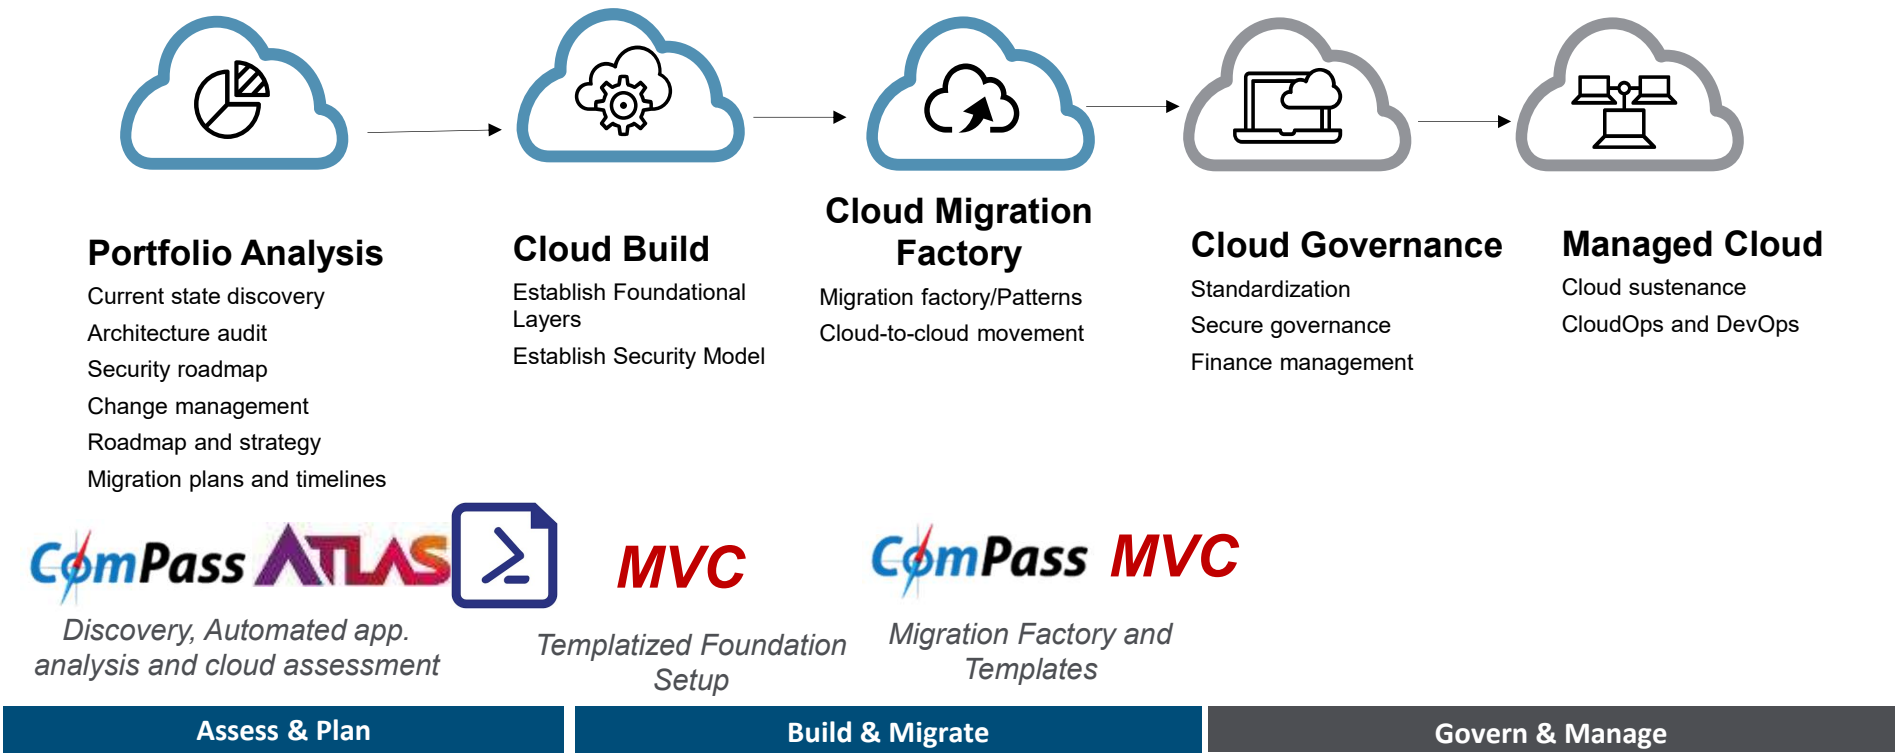 Portfolio Analysis
Current state discovery
Architecture audit
Security roadmap
Change management
Roadmap and strategy
Migration plans and timelines
Cloud Build
Establish Foundational
Layers
Establish Security Model
Cloud Migration
Factory
Migration factory/Patterns
Cloud-to-cloud movement
Cloud Governance
Standardization
Secure governance
Finance management
Managed Cloud
Cloud sustenance
CloudOps and DevOps
ComPass ATLAS
Discovery, Automated app.
analysis and cloud assessment
MVC
Templatized Foundation
Setup
ComPass MVC
Migration Factory and
Templates
Assess & Plan
Build & Migrate
Govern & Manage